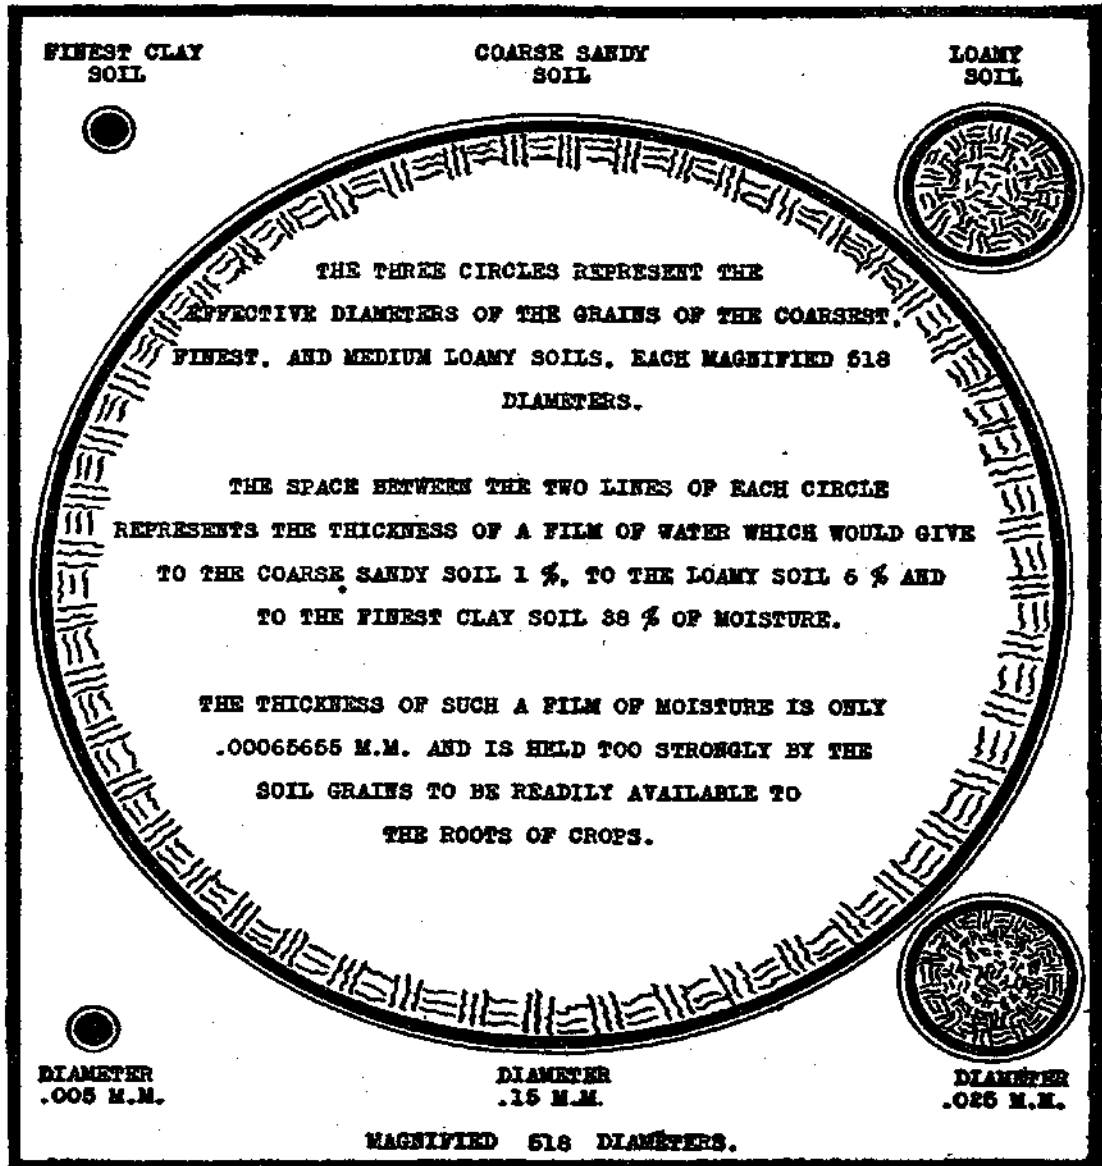 FINEST CLAY
SOIL
COARSE SANDY
SOIL
LOAMY
SOIL
THE THREE CIRCLES REPRESENT THE
EFFECTIVE DIAMETERS OF THE GRAINS OF THE COARSEST,
FINEST, AND MEDIUM LOAMY SOILS, EACH MAGNIFIED 518
DIAMETERS.
THE SPACE BETWEEN THE TWO LINES OF EACH CIRCLE
REPRESENTS THE THICKNESS OF A FILM OF WATER WHICH WOULD GIVE
TO THE COARSE SANDY SOIL 1 %, TO THE LOAMY SOIL 6 % AND
TO THE FINEST CLAY SOIL 38 % OF MOISTURE.
THE THICKNESS OF SUCH A FILM OF MOISTURE IS ONLY
.00065655 M.M. AND IS HELD TOO STRONGLY BY THE
SOIL GRAINS TO BE READILY AVAILABLE TO
THE ROOTS OF CROPS.
DIAMETER
.005 M.M.
DIAMETER
.15 M.M.
DIAMETER
.025 M.M.
MAGNIFIED 518 DIAMETERS.